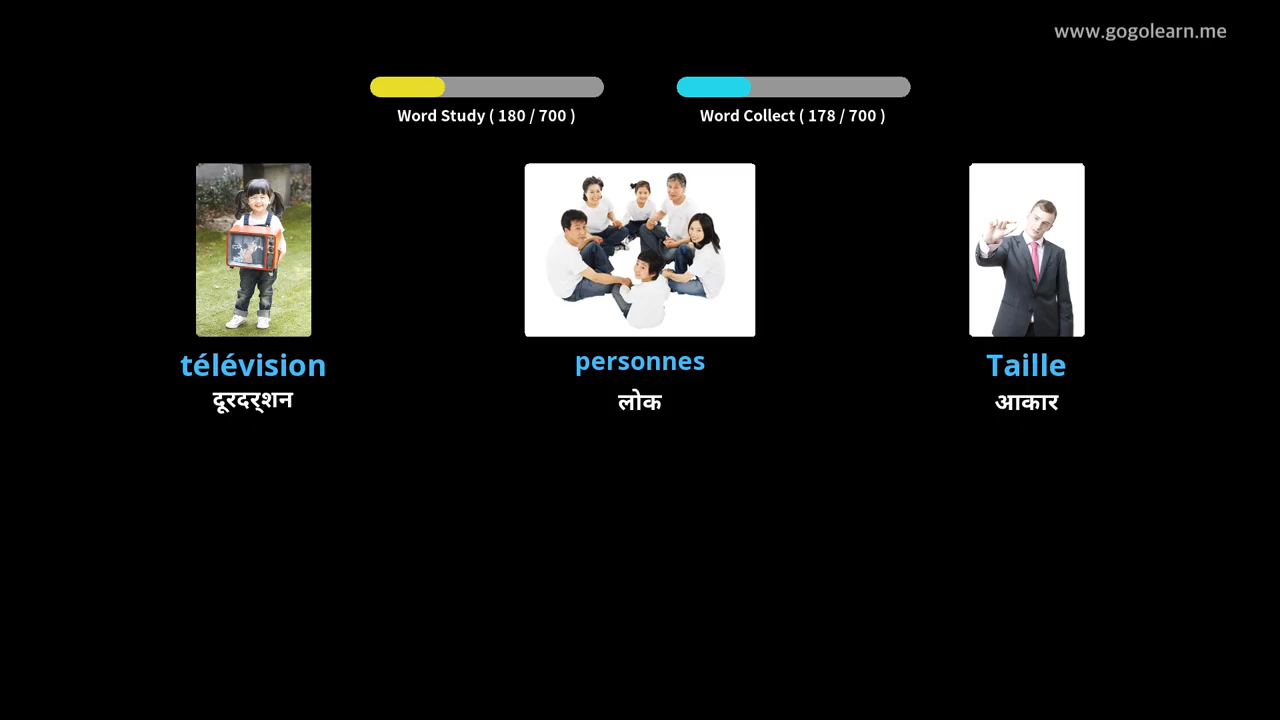 www.gogolearn.me
Word Study ( 180 / 700 )
Word Collect ( 178 / 700 )
télévision
personnes
Taille
दूरदर्शन
लोक
आकार